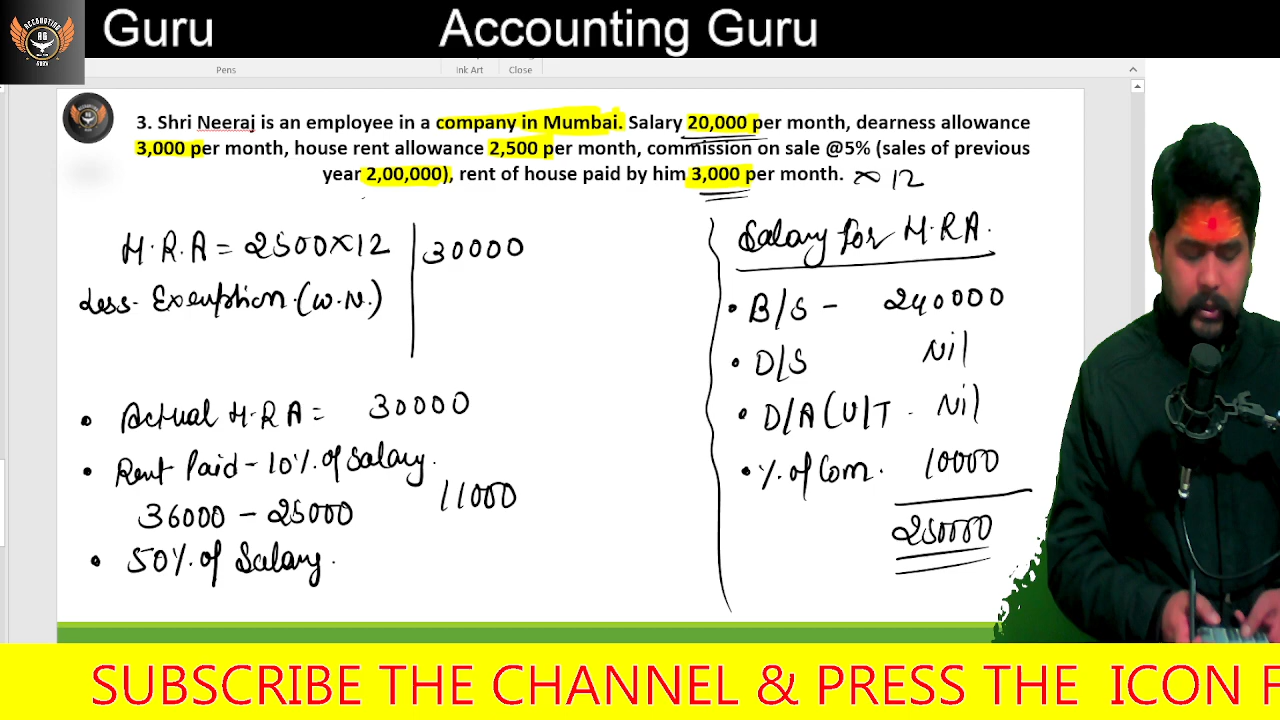 Guru
Accounting Guru
ACCOUNTING
AG
GURU
Pens
Ink Art
Close
3. Shri Neeraj is an employee in a company in Mumbai. Salary 20,000 per month, dearness allowance
3,000 per month, house rent allowance 2,500 per month, commission on sale @5% (sales of previous
year 2,00,000), rent of house paid by him 3,000 per month. × 12
H.R.A = 2500×12 30000
Less - Exemption (W.N.)
• Actual H.R.A = 30000
• Rent Paid - 10% of Salary.
36000 - 25000 11000
• 50% of Salary.
Salary for H.R.A.
• B/S - 240000
• D/S Nil
• D/A (U/T - Nil
• % of Com. 10000
250000
SUBSCRIBE THE CHANNEL & PRESS THE ICON F